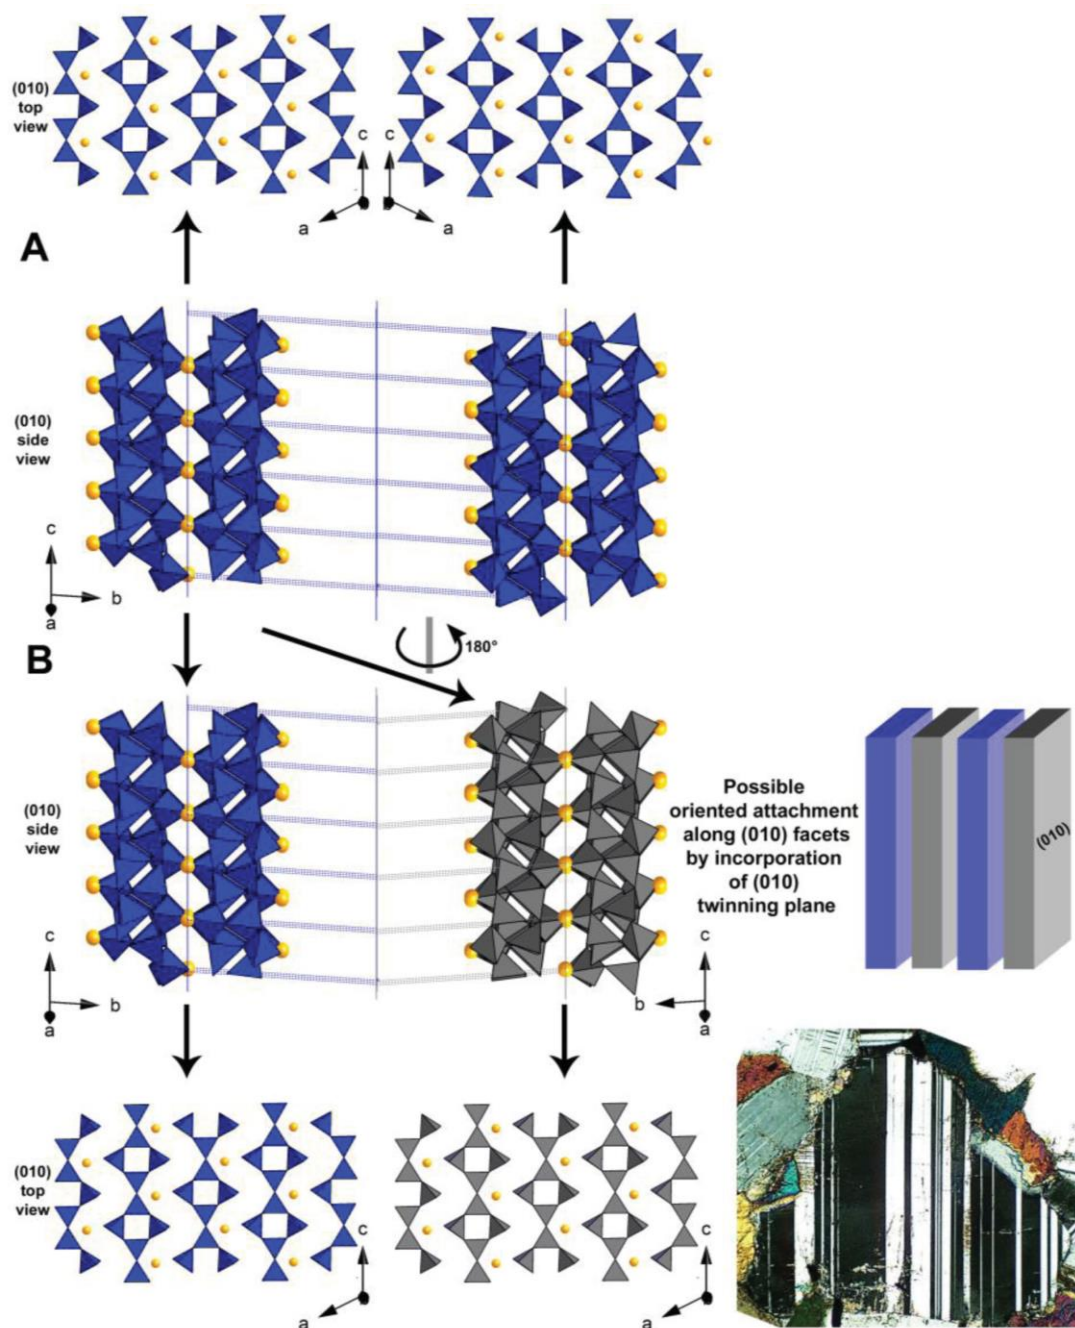 (010)
top
view
c
a
c
a
A
(010)
side
view
c
b
a
180°
B
(010)
side
view
Possible
oriented attachment
along (010) facets
by incorporation
of (010)
twinning plane
(010)
c
b
a
c
b
a
(010)
top
view
c
a
c
a